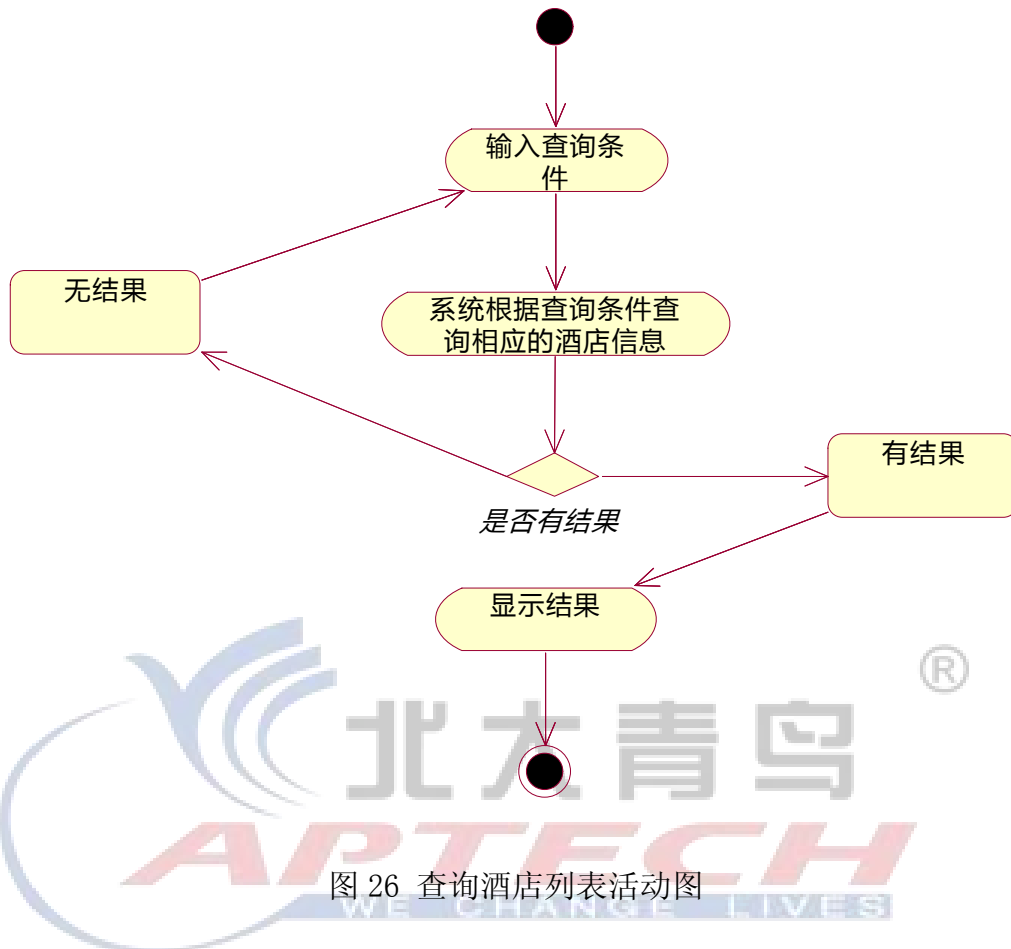 输入查询条
件
无结果
系统根据查询条件查
询相应的酒店信息
有结果
是否有结果
显示结果
®
北大青鸟
APTECH
图 26 查询酒店列表活动图
WE CHANGE LIVES